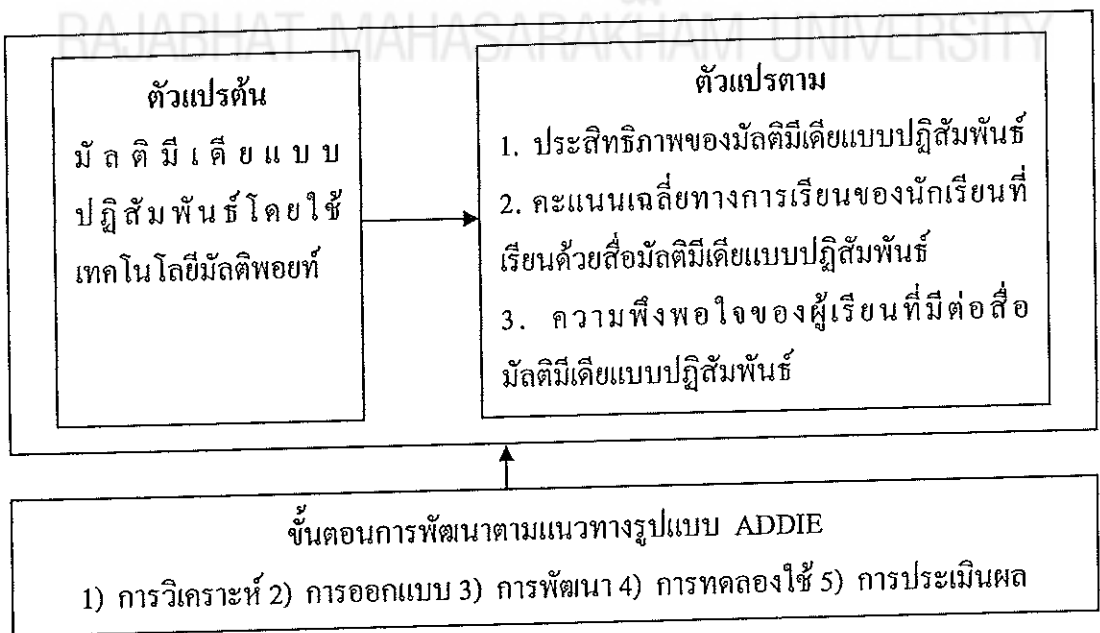 RAJABHAT MAHASARAKHAM UNIVERSITY
ตัวแปรต้น
มัลติมีเดียแบบ
ปฏิสัมพันธ์โดยใช้
เทคโนโลยีมัลติพอยท์
ตัวแปรตาม
1. ประสิทธิภาพของมัลติมีเดียแบบปฏิสัมพันธ์
2. คะแนนเฉลี่ยทางการเรียนของนักเรียนที่
เรียนด้วยสื่อมัลติมีเดียแบบปฏิสัมพันธ์
3. ความพึงพอใจของผู้เรียนที่มีต่อสื่อ
มัลติมีเดียแบบปฏิสัมพันธ์
ขั้นตอนการพัฒนาตามแนวทางรูปแบบ ADDIE
1) การวิเคราะห์ 2) การออกแบบ 3) การพัฒนา 4) การทดลองใช้ 5) การประเมินผล